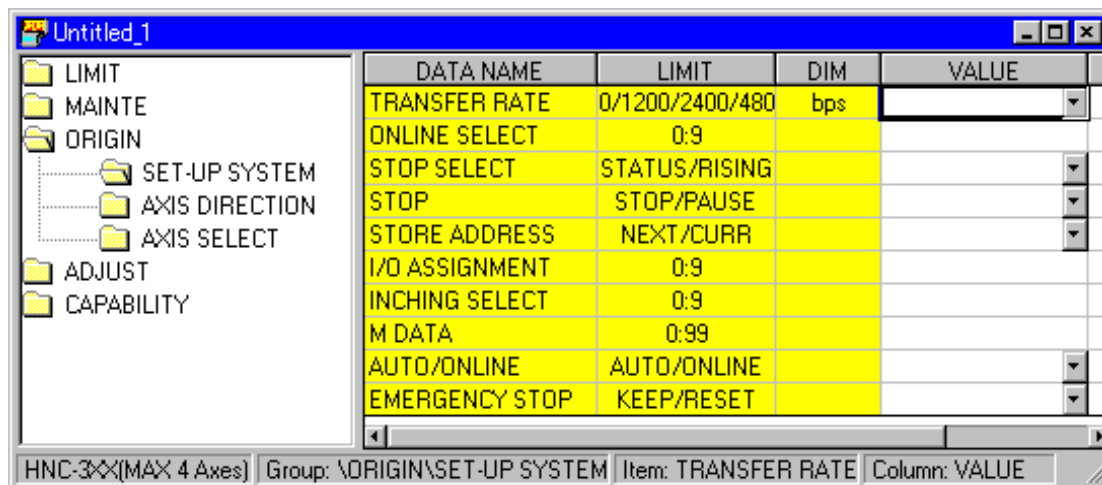 Untitled_1
LIMIT
MAINTE
ORIGIN
SET-UP SYSTEM
AXIS DIRECTION
AXIS SELECT
ADJUST
CAPABILITY
DATA NAME LIMIT DIM VALUE
TRANSFER RATE 0/1200/2400/480 bps
ONLINE SELECT 0:9
STOP SELECT STATUS/RISING
STOP STOP/PAUSE
STORE ADDRESS NEXT/CURR
I/O ASSIGNMENT 0:9
INCHING SELECT 0:9
M DATA 0:99
AUTO/ONLINE AUTO/ONLINE
EMERGENCY STOP KEEP/RESET
HNC-3XX(MAX 4 Axes) Group: \ORIGIN\SET-UP SYSTEM Item: TRANSFER RATE Column: VALUE